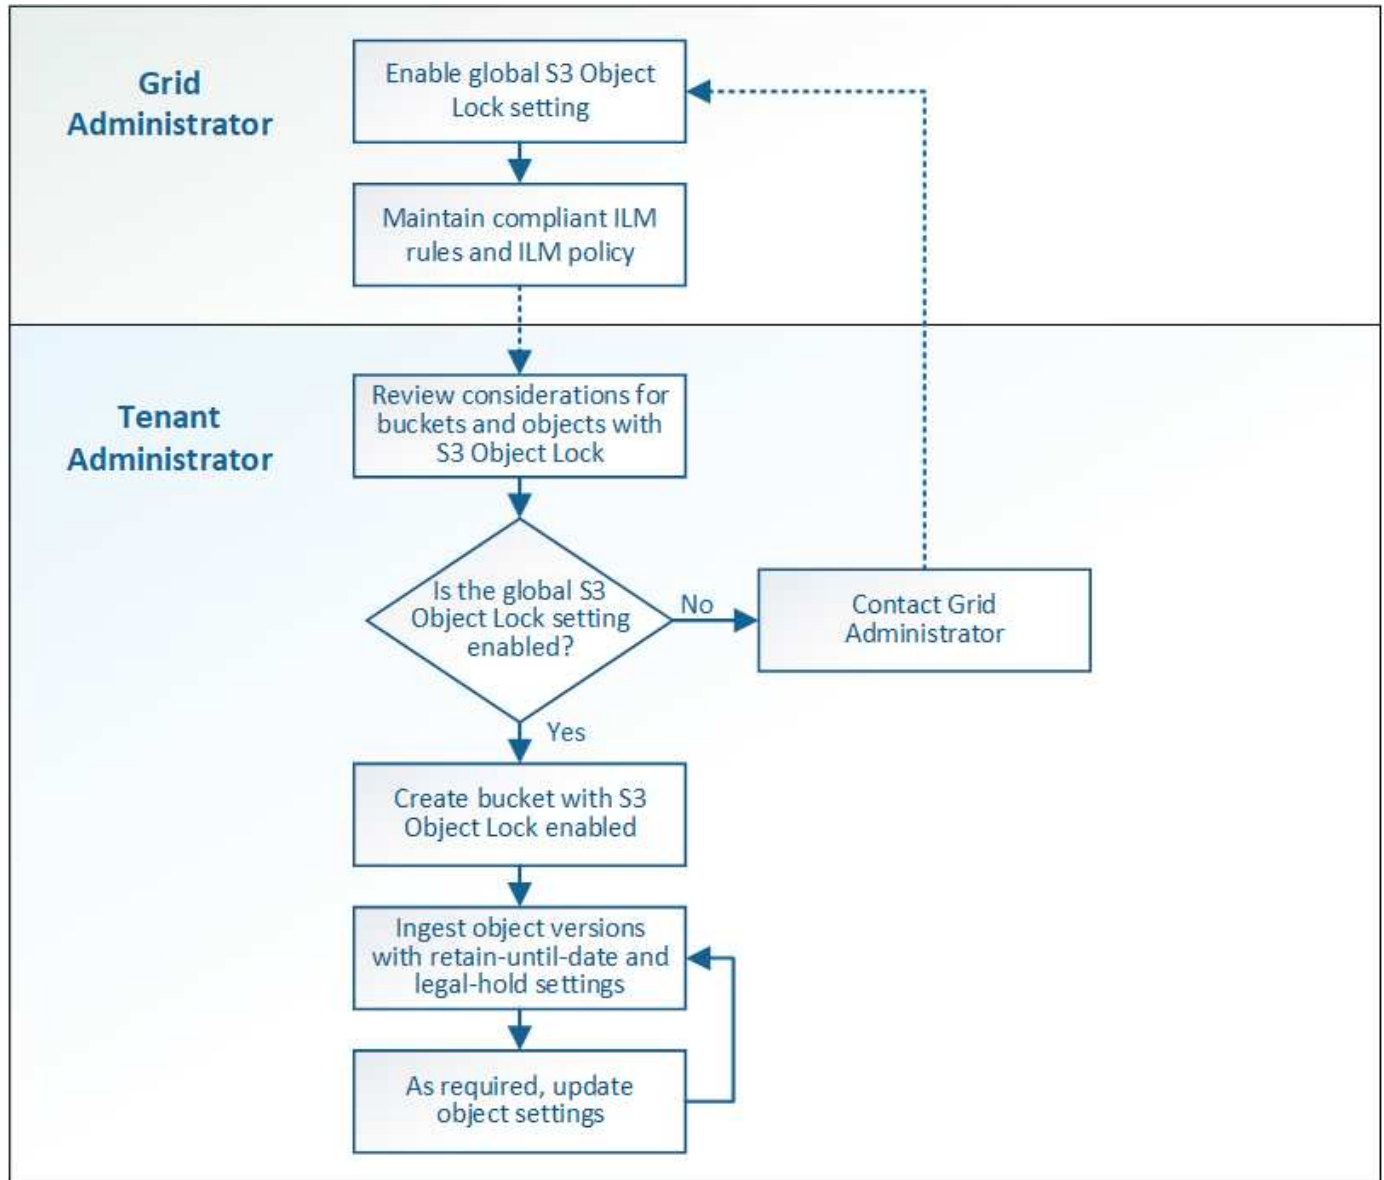 Grid
Administrator
Enable global S3 Object
Lock setting
Maintain compliant ILM
rules and ILM policy
Tenant
Administrator
Review considerations for
buckets and objects with
S3 Object Lock
Is the global S3
Object Lock setting
enabled?
No
Contact Grid
Administrator
Yes
Create bucket with S3
Object Lock enabled
Ingest object versions
with retain-until-date and
legal-hold settings
As required, update
object settings